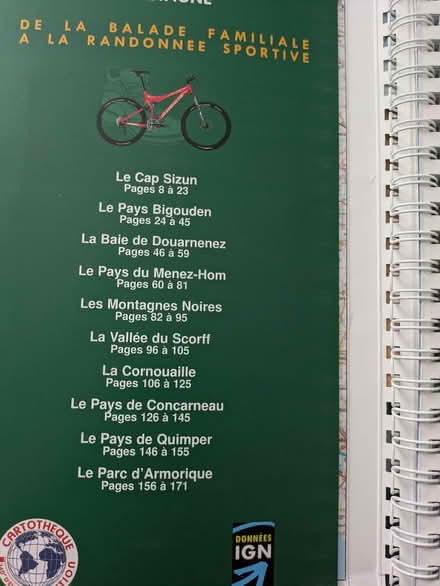 DE LA BALADE FAMILIALE
A LA RANDONNEE SPORTIVE
Le Cap Sizun
Pages 8 à 23
Le Pays Bigouden
Pages 24 à 45
La Baie de Douarnenez
Pages 46 à 59
Le Pays du Menez-Hom
Pages 60 à 81
Les Montagnes Noires
Pages 82 à 95
La Vallée du Scorff
Pages 96 à 105
La Cornouaille
Pages 106 à 125
Le Pays de Concarneau
Pages 126 à 145
Le Pays de Quimper
Pages 146 à 155
Le Parc d'Armorique
Pages 156 à 171
CARTOTHEQUE
DONNÉES
IGN